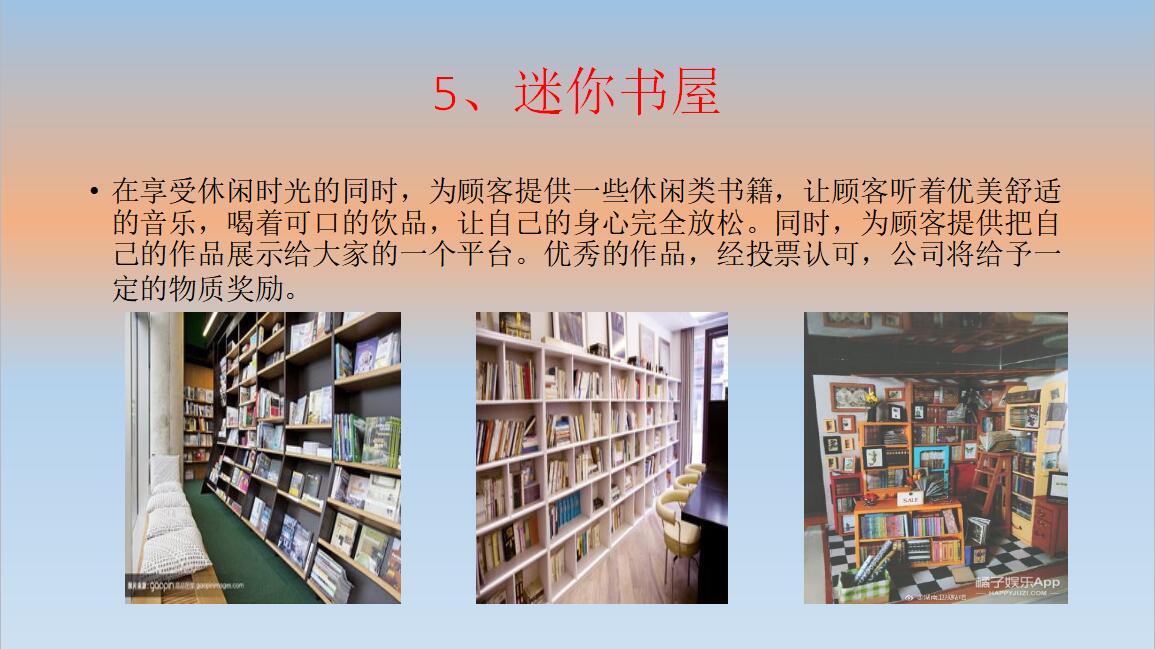 5、迷你书屋
• 在享受休闲时光的同时，为顾客提供一些休闲类书籍，让顾客听着优美舒适
的音乐，喝着可口的饮品，让自己的身心完全放松。同时，为顾客提供把自
己的作品展示给大家的一个平台。优秀的作品，经投票认可，公司将给予一
定的物质奖励。
gaopinimages.com
SALE
橘子娱乐App
HAPPYJUZI.COM